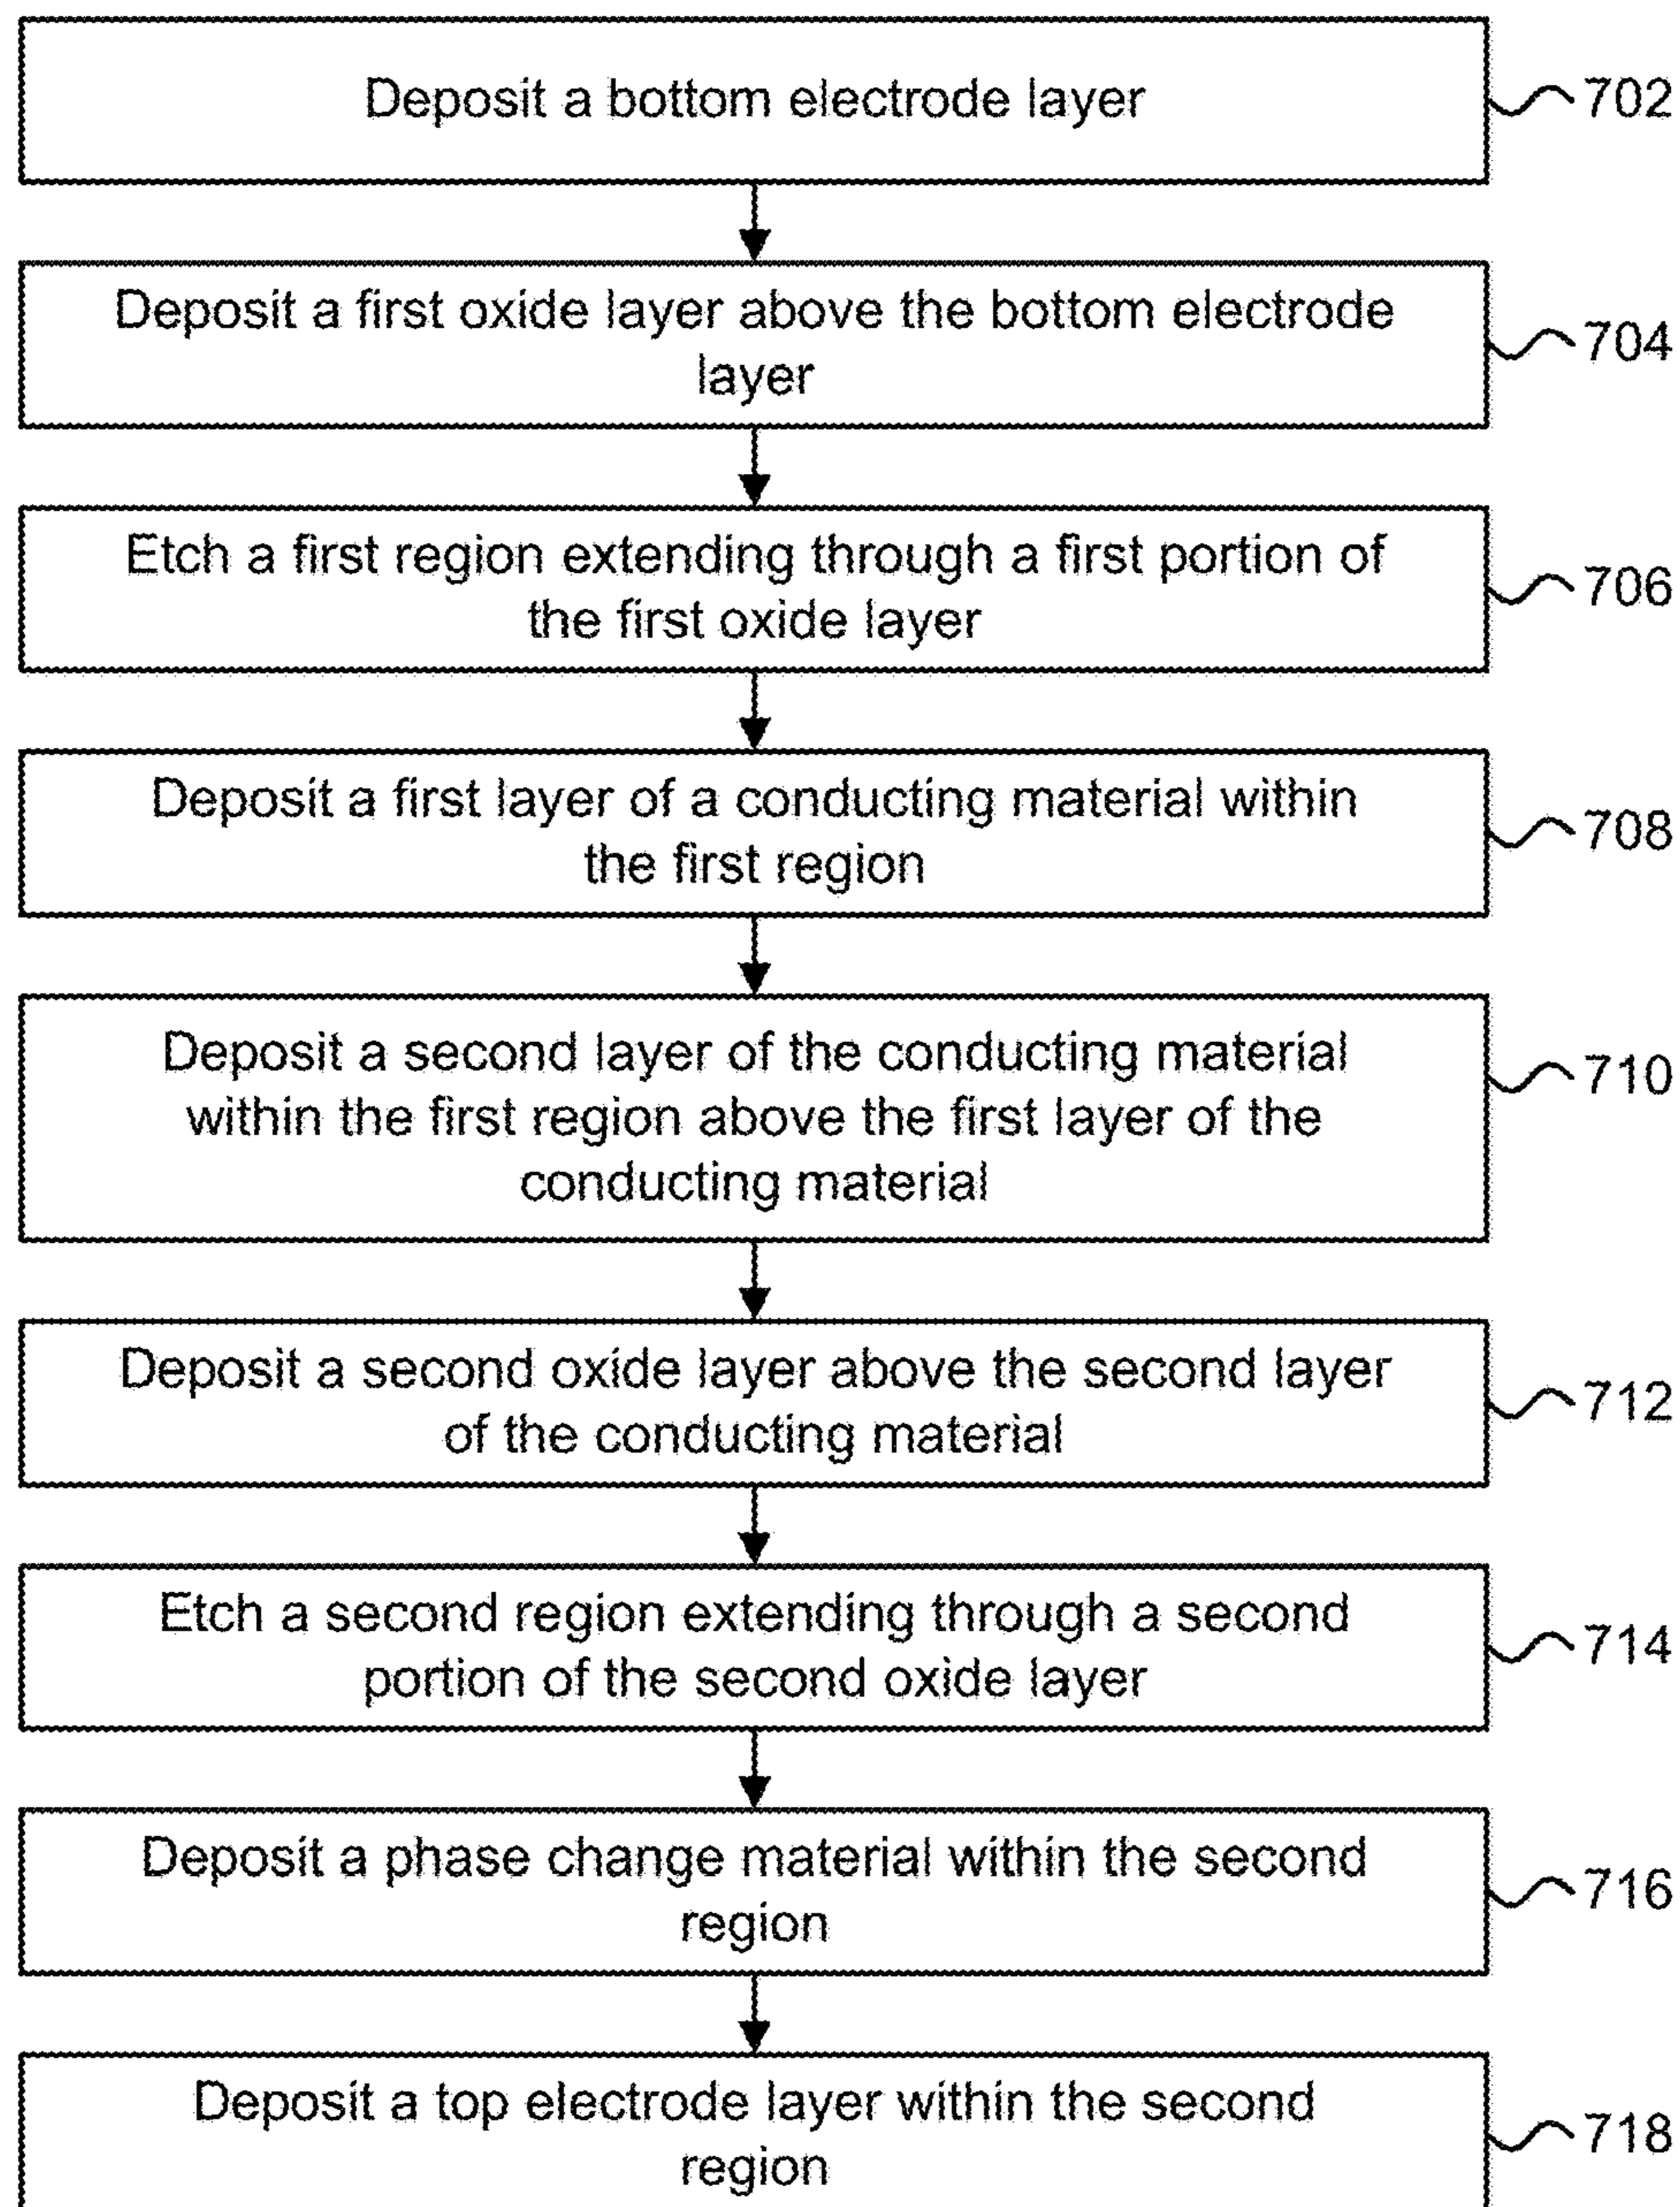 Deposit a bottom electrode layer
702
Deposit a first oxide layer above the bottom electrode
layer
704
Etch a first region extending through a first portion of
the first oxide layer
706
Deposit a first layer of a conducting material within
the first region
708
Deposit a second layer of the conducting material
within the first region above the first layer of the
conducting material
710
Deposit a second oxide layer above the second layer
of the conducting material
712
Etch a second region extending through a second
portion of the second oxide layer
714
Deposit a phase change material within the second
region
716
Deposit a top electrode layer within the second
region
718